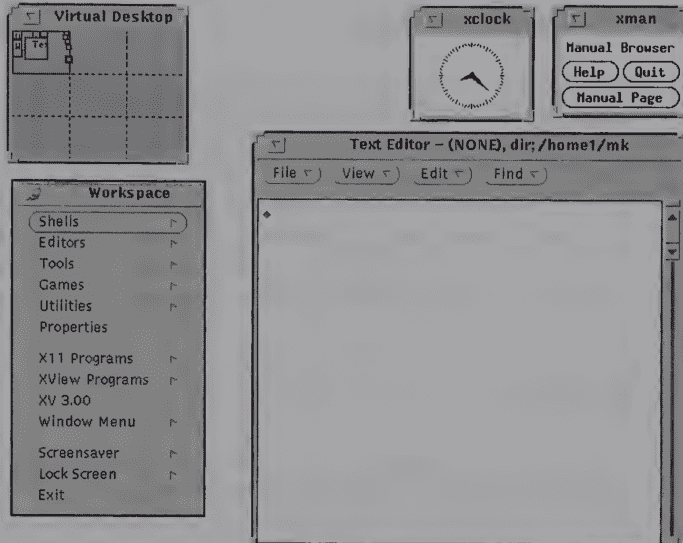 Virtual Desktop
Te
xclock
xman
Manual Browser
Help
Quit
Manual Page
Text Editor – (NONE), dir; /home1/mk
File
View
Edit
Find
Workspace
Shells
Editors
Tools
Games
Utilities
Properties
X11 Programs
XView Programs
XV 3.00
Window Menu
Screensaver
Lock Screen
Exit